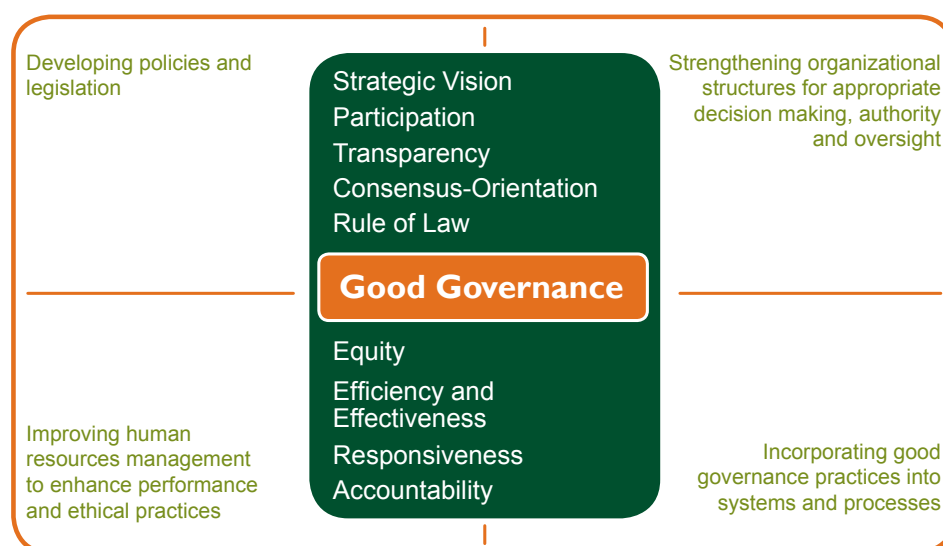 Developing policies and
legislation
Strategic Vision
Participation
Transparency
Consensus-Orientation
Rule of Law
Strengthening organizational
structures for appropriate
decision making, authority
and oversight
Good Governance
Equity
Efficiency and
Effectiveness
Responsiveness
Accountability
Improving human
resources management
to enhance performance
and ethical practices
Incorporating good
governance practices into
systems and processes